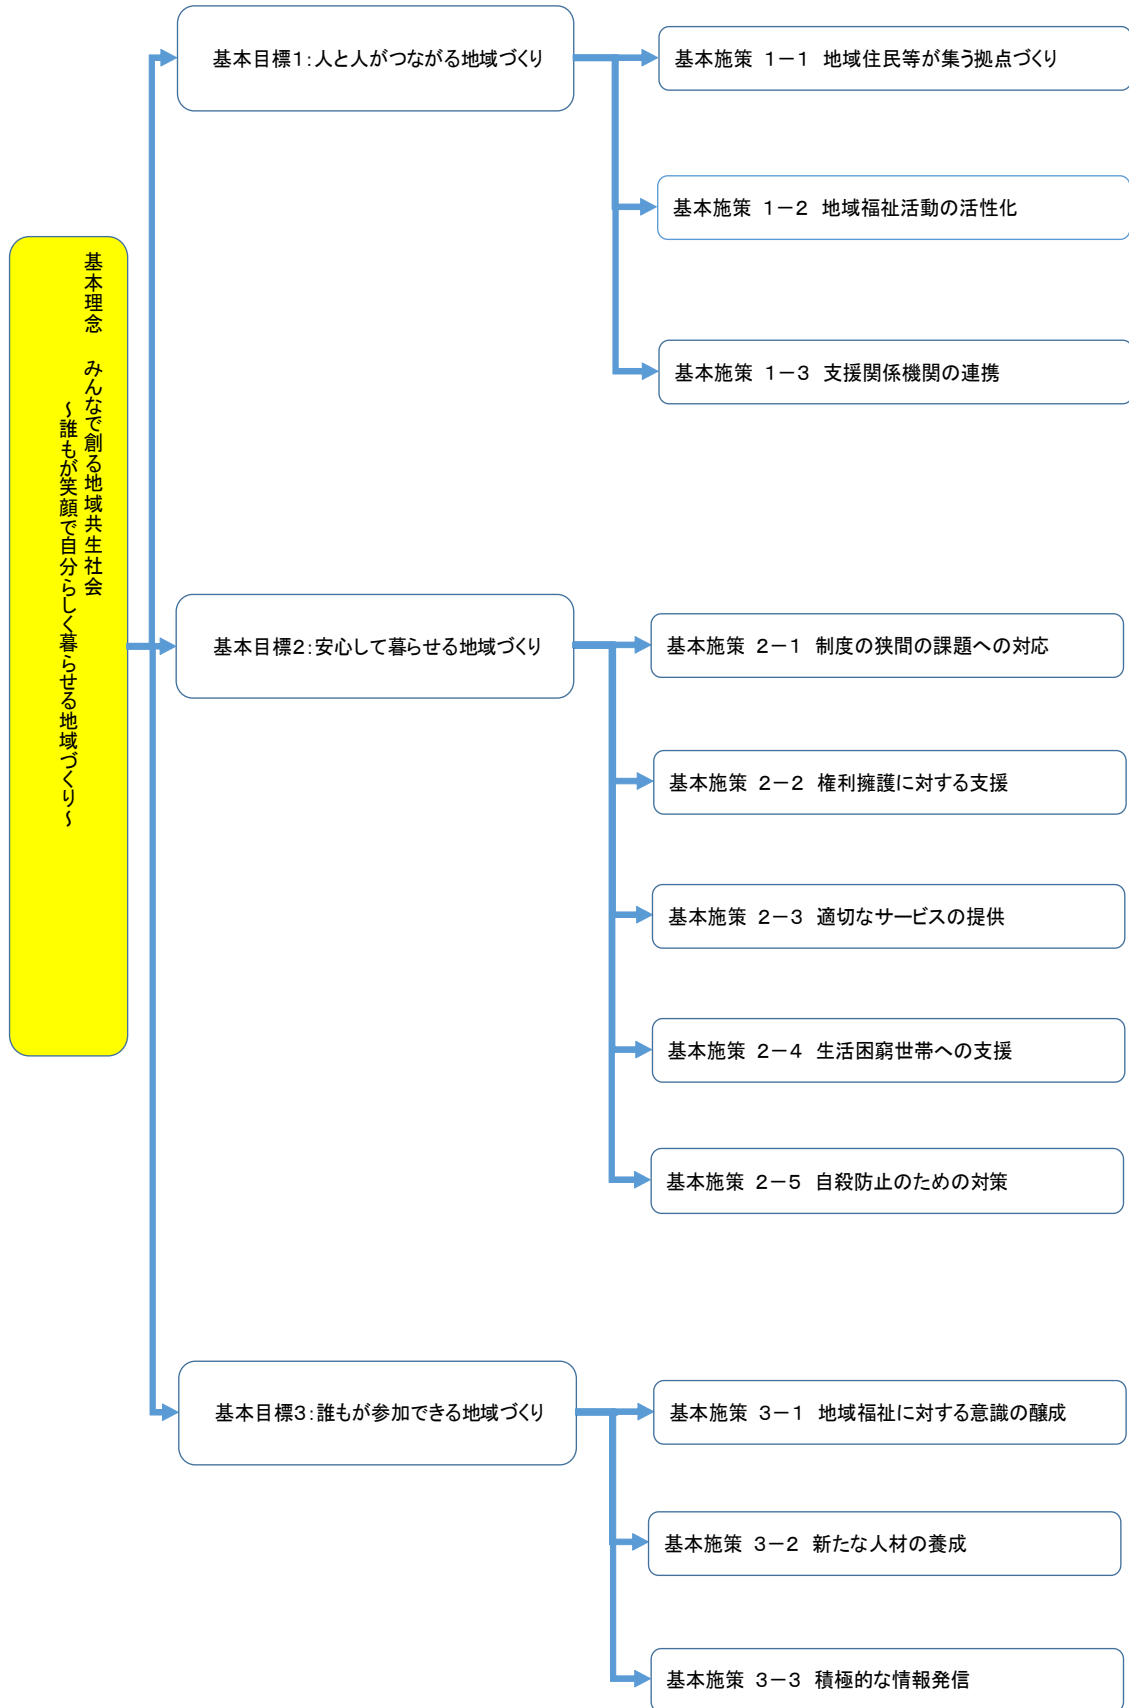 基本理念　みんなで創る地域共生社会
～誰もが笑顔で自分らしく暮らせる地域づくり～
基本目標1：人と人がつながる地域づくり
基本施策 1－1 地域住民等が集う拠点づくり
基本施策 1－2 地域福祉活動の活性化
基本施策 1－3 支援関係機関の連携
基本目標2：安心して暮らせる地域づくり
基本施策 2－1 制度の狭間の課題への対応
基本施策 2－2 権利擁護に対する支援
基本施策 2－3 適切なサービスの提供
基本施策 2－4 生活困窮世帯への支援
基本施策 2－5 自殺防止のための対策
基本目標3：誰もが参加できる地域づくり
基本施策 3－1 地域福祉に対する意識の醸成
基本施策 3－2 新たな人材の養成
基本施策 3－3 積極的な情報発信